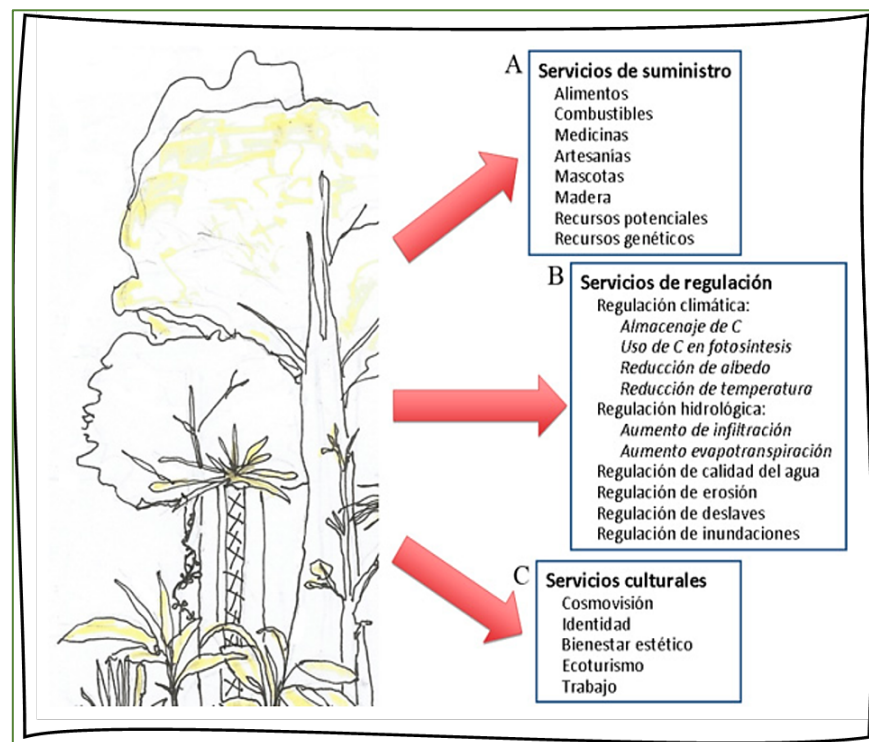 A
Servicios de suministro
Alimentos
Combustibles
Medicinas
Artesanías
Mascotas
Madera
Recursos potenciales
Recursos genéticos
B
Servicios de regulación
Regulación climática:
Almacenaje de C
Uso de C en fotosíntesis
Reducción de albedo
Reducción de temperatura
Regulación hidrológica:
Aumento de infiltración
Aumento evapotranspiración
Regulación de calidad del agua
Regulación de erosión
Regulación de deslaves
Regulación de inundaciones
C
Servicios culturales
Cosmovisión
Identidad
Bienestar estético
Ecoturismo
Trabajo